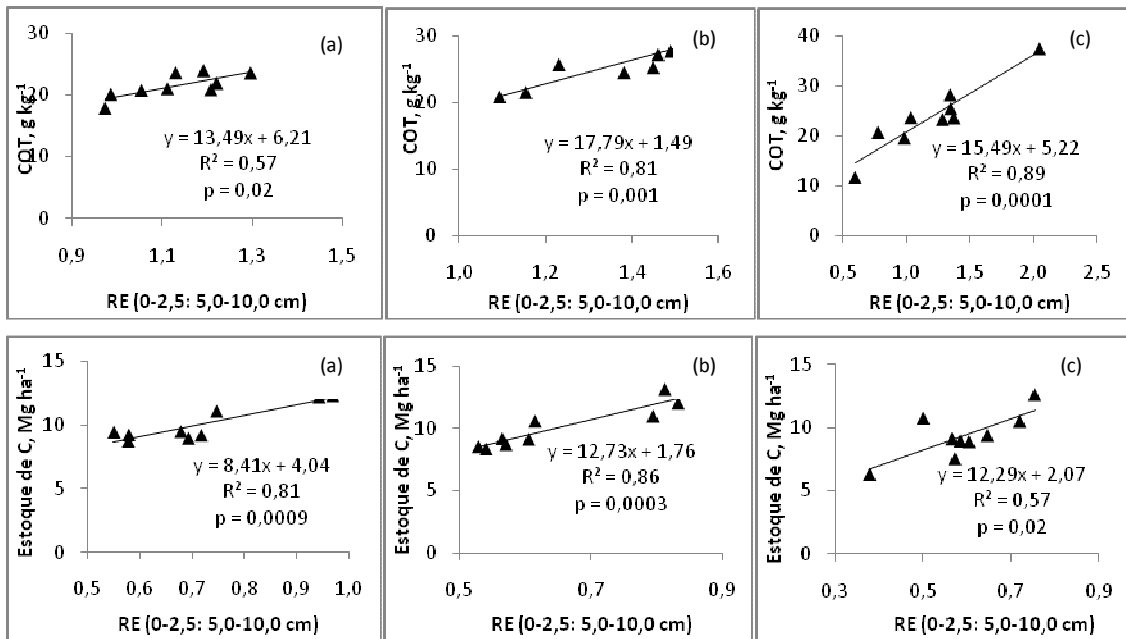 30
20
10
0
COT, g kg-1
(a)
y = 13,49x + 6,21
R2 = 0,57
p = 0,02
0,9 1,1 1,3 1,5
RE (0-2,5: 5,0-10,0 cm)
30
20
10
0
COT, g kg-1
(b)
y = 17,79x + 1,49
R2 = 0,81
p = 0,001
1,0 1,2 1,4 1,6
RE (0-2,5: 5,0-10,0 cm)
40
30
20
10
0
COT, g kg-1
(c)
y = 15,49x + 5,22
R2 = 0,89
p = 0,0001
0,5 1,0 1,5 2,0 2,5
RE (0-2,5: 5,0-10,0 cm)
15
10
5
0
Estoque de C, Mg ha-1
(a)
y = 8,41x + 4,04
R2 = 0,81
p = 0,0009
0,5 0,6 0,7 0,8 0,9 1,0
RE (0-2,5: 5,0-10,0 cm)
15
10
5
0
Estoque de C, Mg ha-1
(b)
y = 12,73x + 1,76
R2 = 0,86
p = 0,0003
0,5 0,7 0,9
RE (0-2,5: 5,0-10,0 cm)
15
10
5
0
Estoque de C, Mg ha-1
(c)
y = 12,29x + 2,07
R2 = 0,57
p = 0,02
0,3 0,5 0,7 0,9
RE (0-2,5: 5,0-10,0 cm)